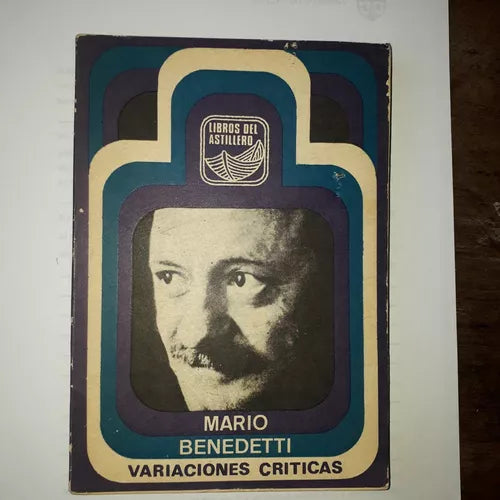 LIBROS DEL
ASTILLERO
MARIO
BENEDETTI
VARIACIONES CRITICAS